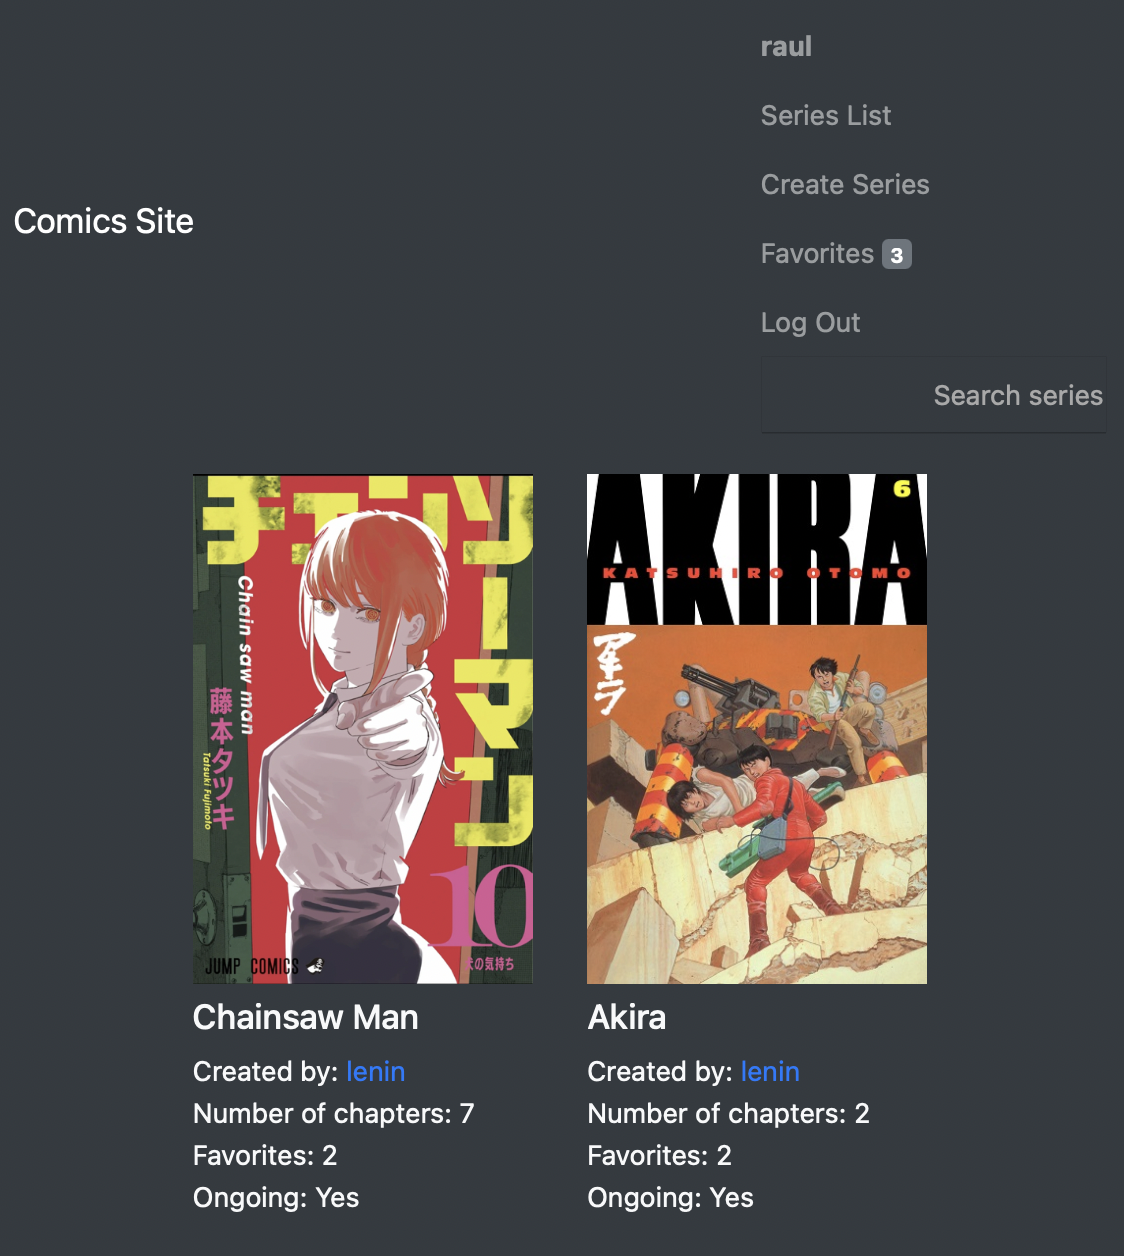 raul
Series List
Create Series
Comics Site
Favorites 3
Log Out
Search series
チェンソーマン
Chain saw man
藤本タツキ
Tatsuki Fujimoto
10
JUMP COMICS
犬の気持ち
AKIRA
6
KATSUHIRO OTOMO
アキラ
Chainsaw Man
Created by: lenin
Number of chapters: 7
Favorites: 2
Ongoing: Yes
Akira
Created by: lenin
Number of chapters: 2
Favorites: 2
Ongoing: Yes